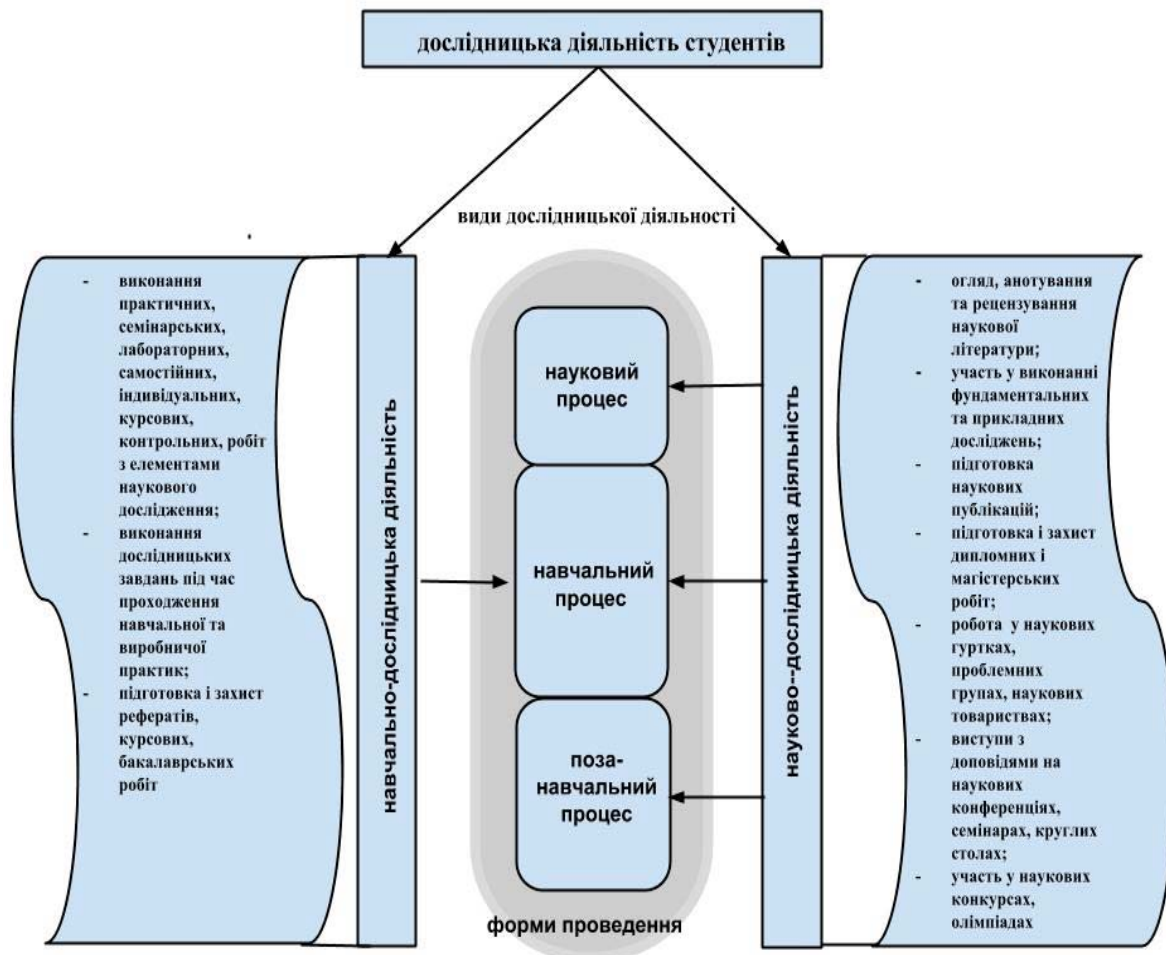 дослідницька діяльність студентів
види дослідницької діяльності
- виконання
практичних,
семінарських,
лабораторних,
самостійних,
індивідуальних,
курсових,
контрольних, робіт
з елементами
наукового
дослідження;
- виконання
дослідницьких
завдань під час
проходження
навчальної та
виробничої
практик;
- підготовка і захист
рефератів,
курсових,
бакалаврських
робіт
навчально-дослідницька діяльність
науковий
процес
навчальний
процес
поза-
навчальний
процес
форми проведення
науково--дослідницька діяльність
- огляд, анотування
та рецензування
наукової
літератури;
- участь у виконанні
фундаментальних
та прикладних
досліджень;
- підготовка
наукових
публікацій;
- підготовка і захист
дипломних і
магістерських
робіт;
- робота у наукових
гуртках,
проблемних
групах, наукових
товариствах;
- виступи з
доповідями на
наукових
конференціях,
семінарах, круглих
столах;
- участь у наукових
конкурсах,
олімпіадах